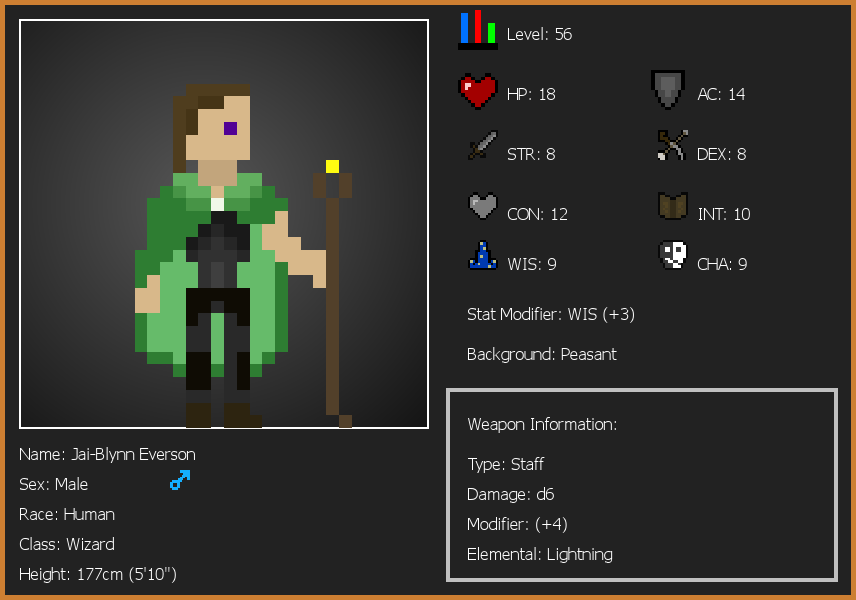 Level: 56
HP: 18
AC: 14
STR: 8
DEX: 8
CON: 12
INT: 10
WIS: 9
CHA: 9
Stat Modifier: WIS (+3)
Background: Peasant
Weapon Information:
Type: Staff
Damage: d6
Modifier: (+4)
Elemental: Lightning
Name: Jai-Blynn Everson
Sex: Male
Race: Human
Class: Wizard
Height: 177cm (5'10")